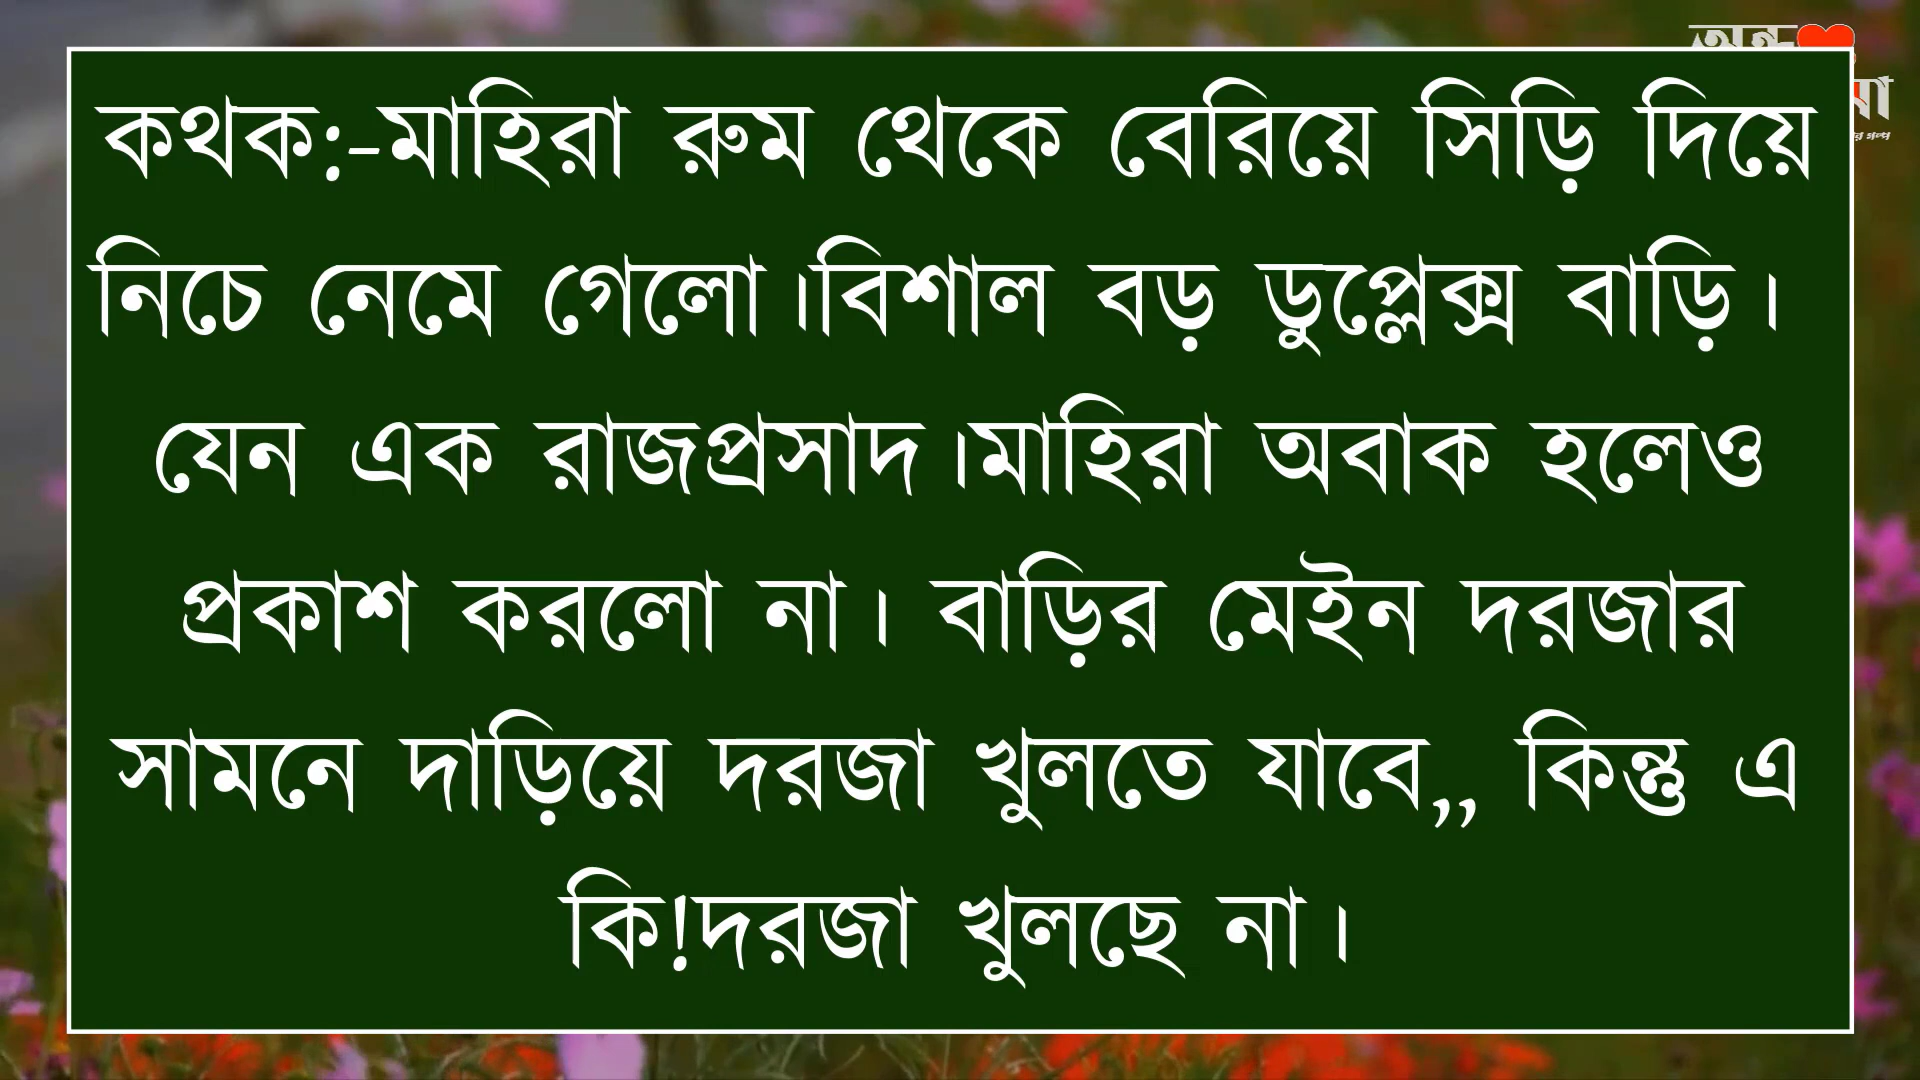 কথক:-মাহিরা রুম থেকে বেরিয়ে সিড়ি দিয়ে
নিচে নেমে গেলো।বিশাল বড় ডুপ্লেক্স বাড়ি।
যেন এক রাজপ্রসাদ।মাহিরা অবাক হলেও
প্রকাশ করলো না। বাড়ির মেইন দরজার
সামনে দাড়িয়ে দরজা খুলতে যাবে,, কিন্তু এ
কি!দরজা খুলছে না।